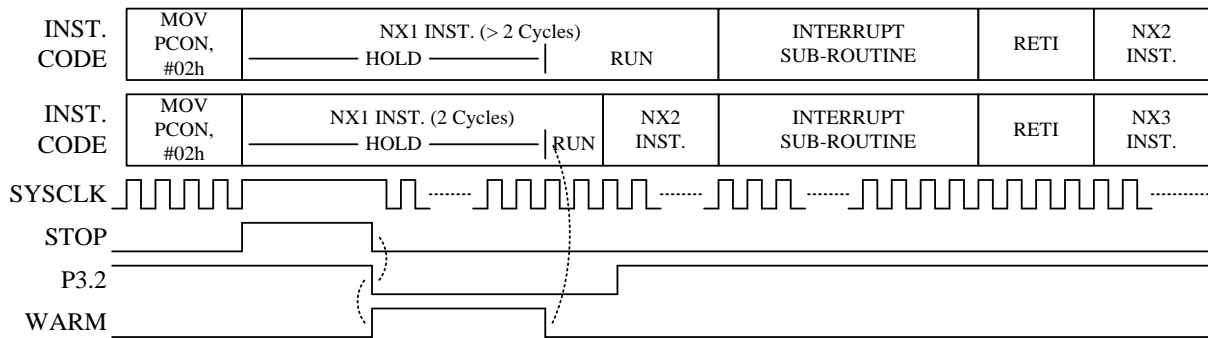 INST.
CODE
MOV
PCON,
#02h
NX1 INST. (> 2 Cycles)
HOLD
RUN
INTERRUPT
SUB-ROUTINE
RETI
NX2
INST.
INST.
CODE
MOV
PCON,
#02h
NX1 INST. (2 Cycles)
HOLD
RUN
NX2
INST.
INTERRUPT
SUB-ROUTINE
RETI
NX3
INST.
SYSCLK
STOP
P3.2
WARM